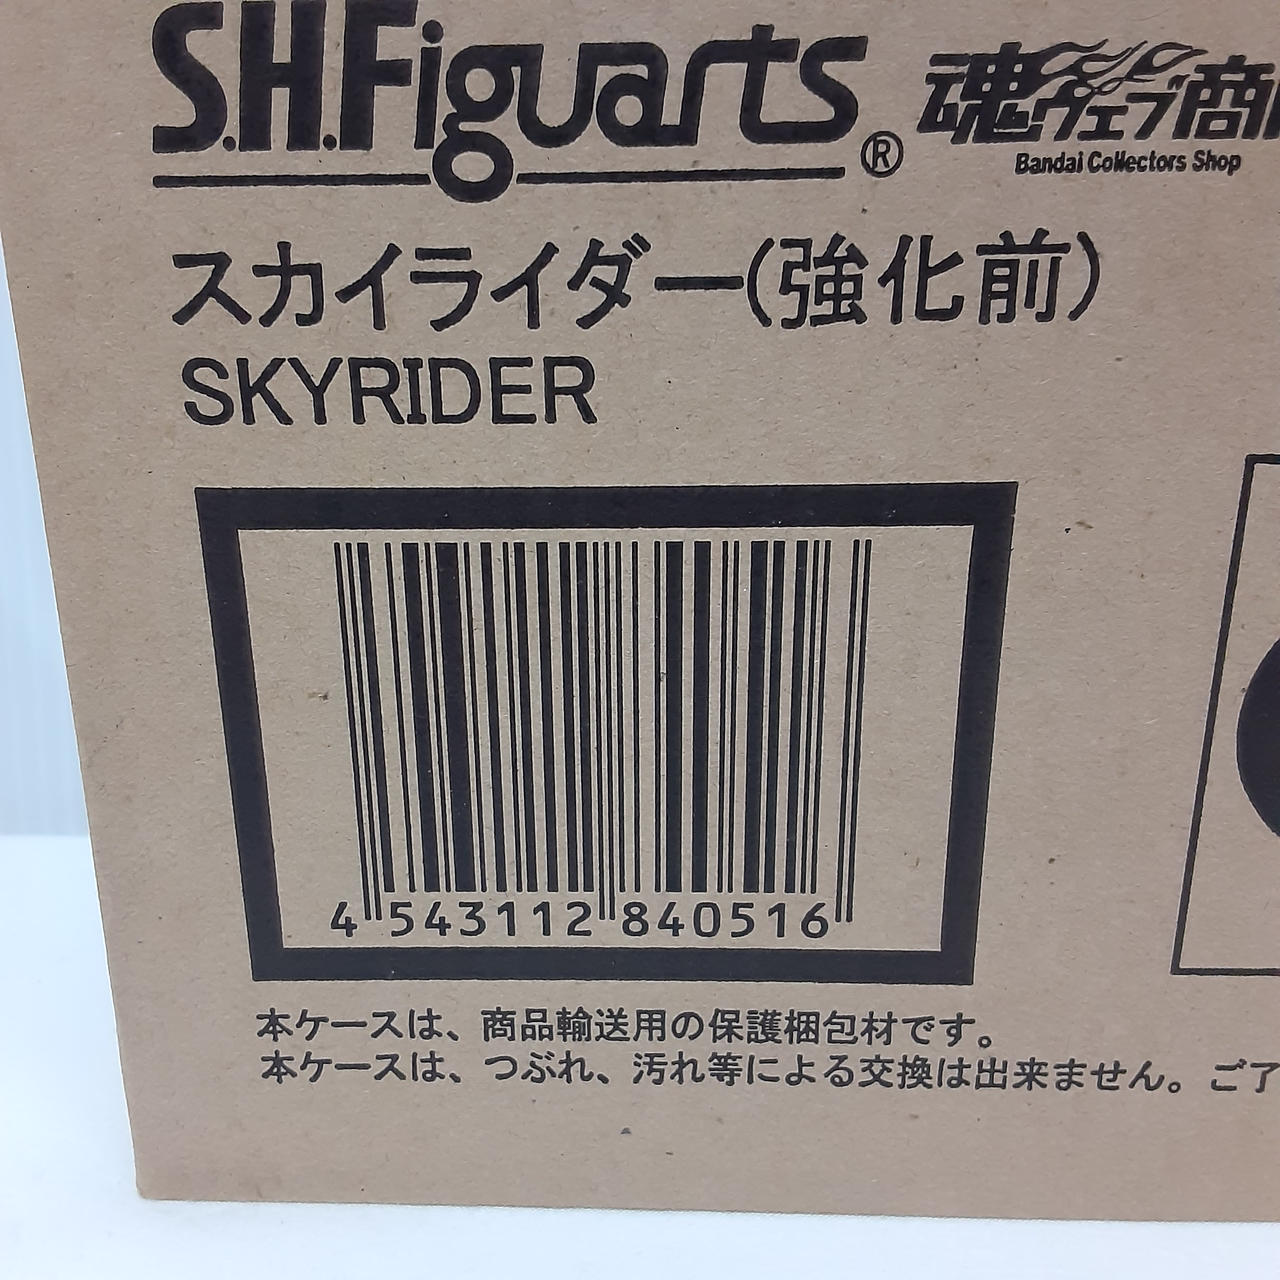 S.H.Figuarts® 魂ウェブ商
Bandai Collectors Shop
スカイライダー(強化前)
SKYRIDER
4 543112 840516
本ケースは、商品輸送用の保護梱包材です。
本ケースは、つぶれ、汚れ等による交換は出来ません。ご了